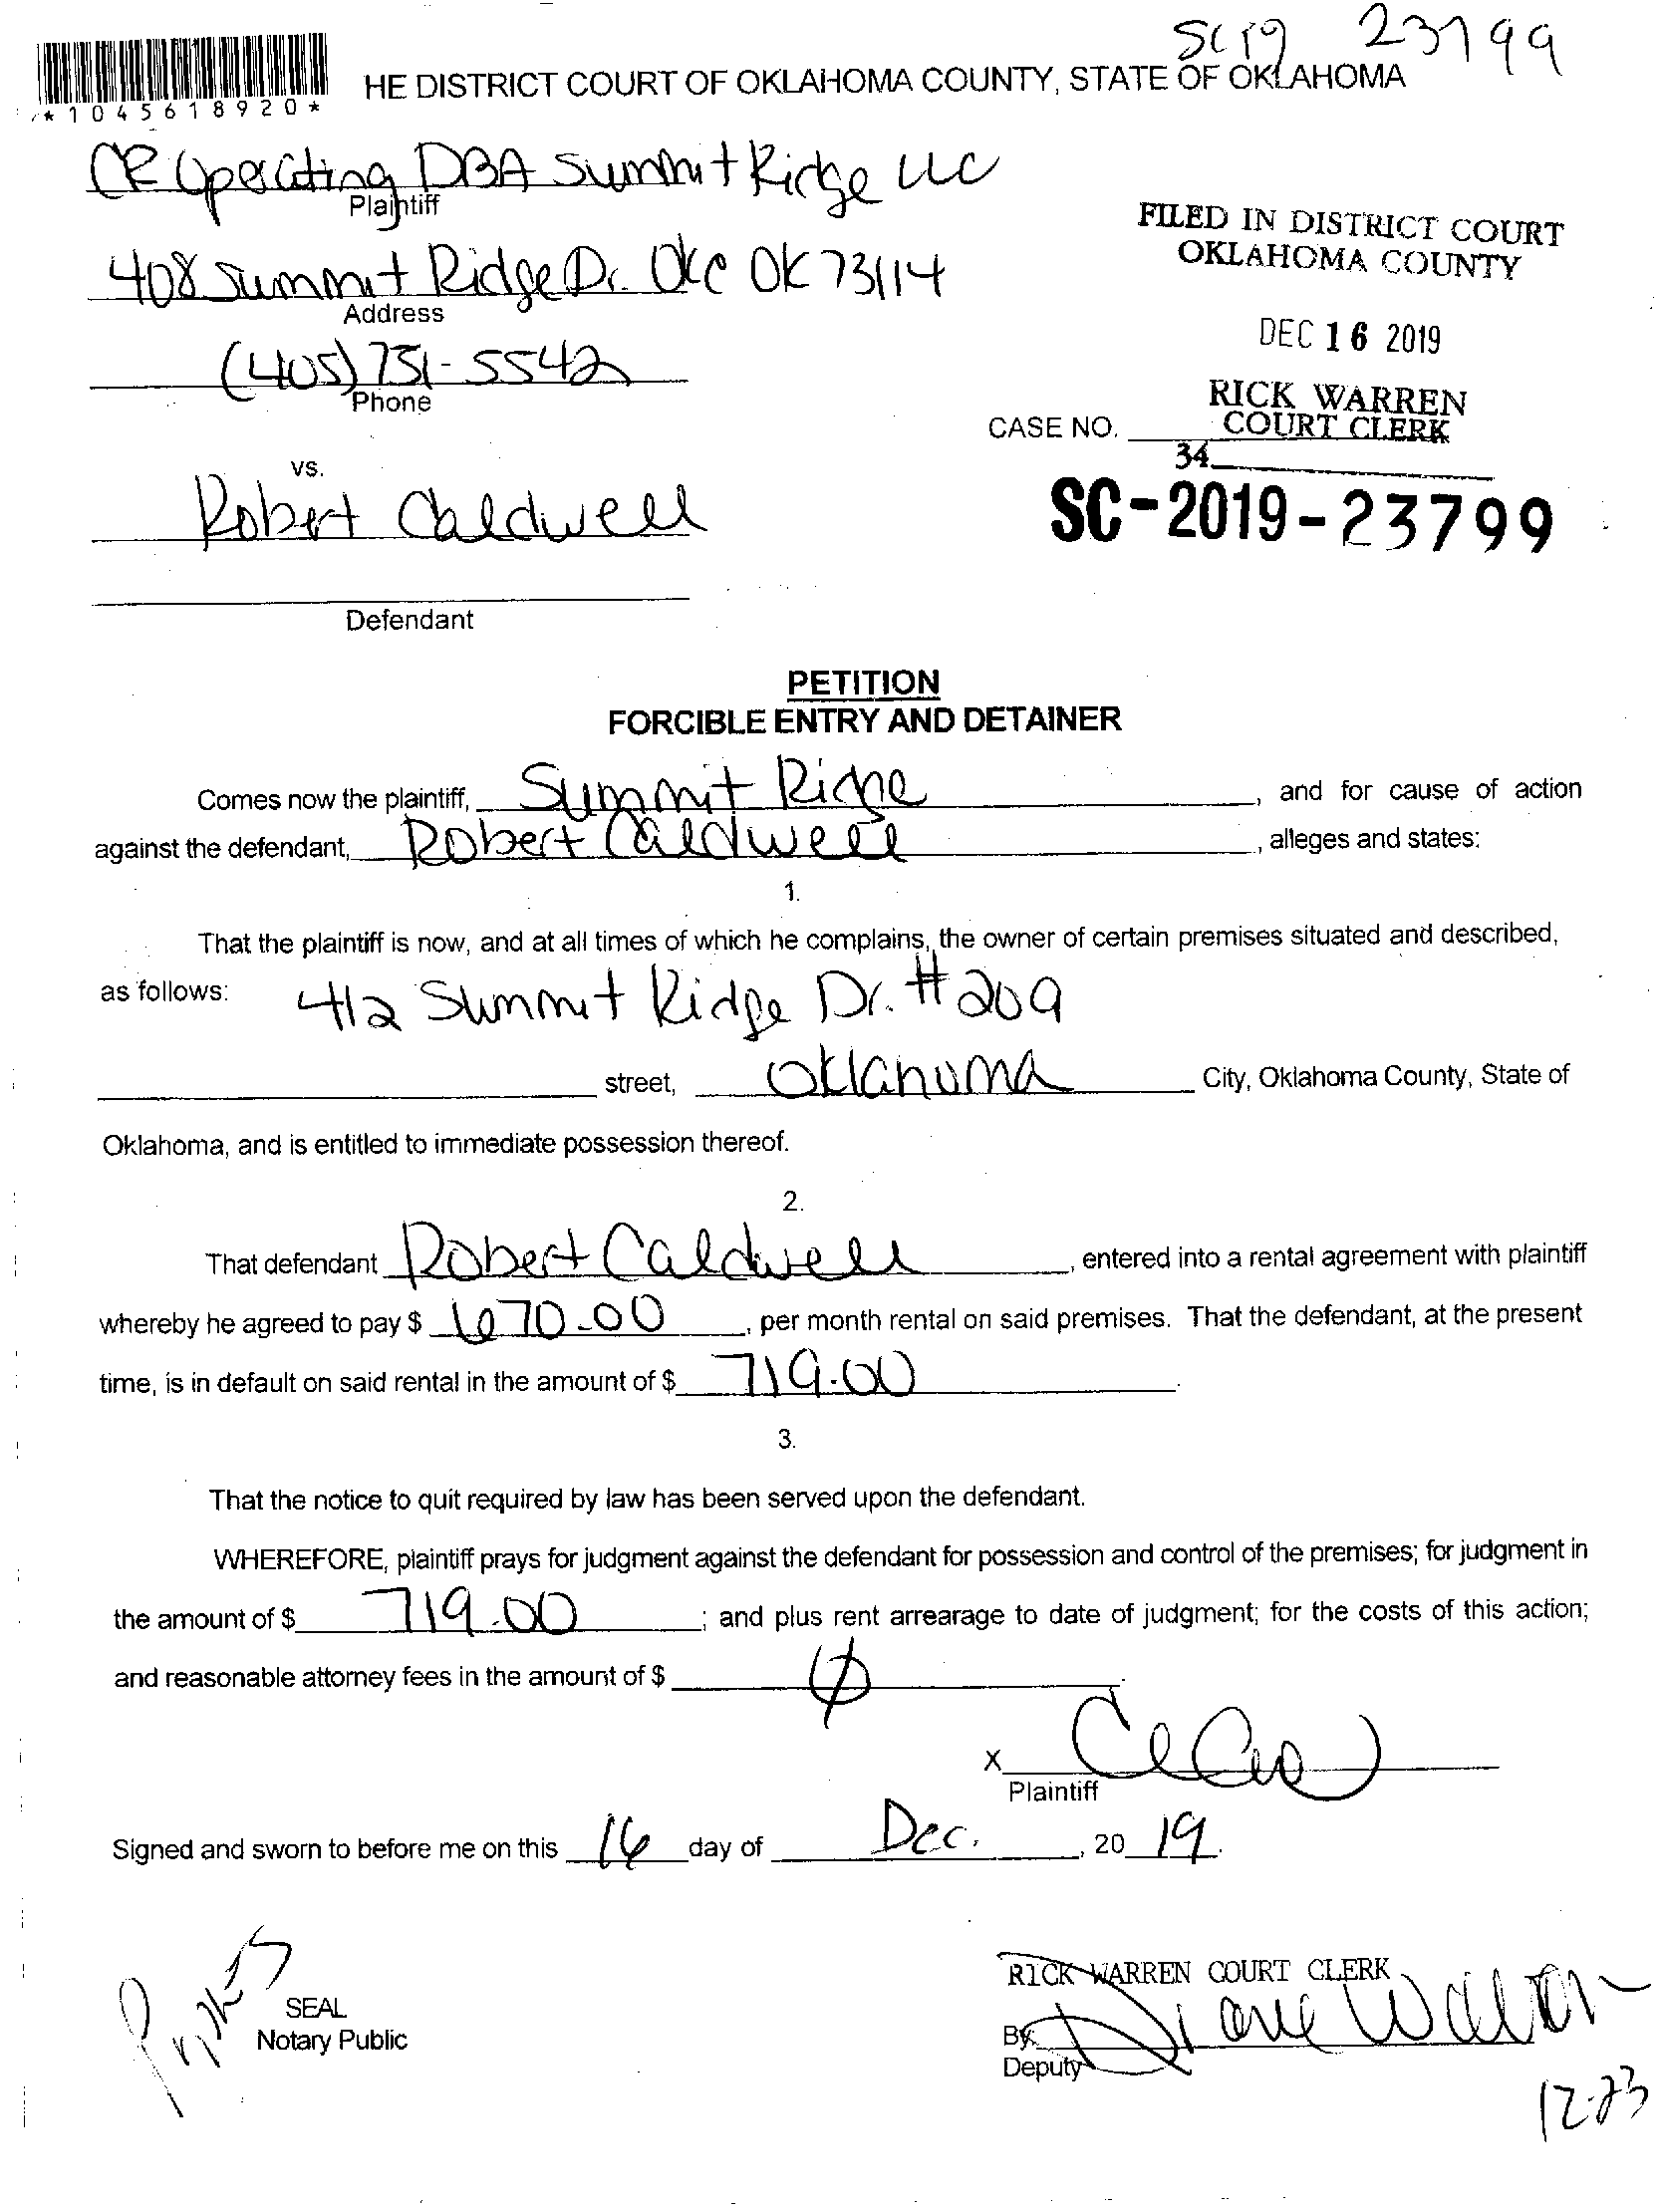 SC 19 23799
*1045618920*
HE DISTRICT COURT OF OKLAHOMA COUNTY, STATE OF OKLAHOMA
CR Operating DBA Summit Ridge LLC
Plaintiff
408 Summit Ridge Dr. OKC OK 73114
Address
(405) 751-5542
Phone
FILED IN DISTRICT COURT
OKLAHOMA COUNTY
DEC 16 2019
RICK WARREN
COURT CLERK
CASE NO.
34
SC-2019-23799
vs.
Robert Caldwell
Defendant
PETITION
FORCIBLE ENTRY AND DETAINER
Comes now the plaintiff, Summit Ridge, and for cause of action
against the defendant, Robert Caldwell, alleges and states:
1.
That the plaintiff is now, and at all times of which he complains, the owner of certain premises situated and described,
as follows: 412 Summit Ridge Dr. #209
street, Oklahoma City, Oklahoma County, State of
Oklahoma, and is entitled to immediate possession thereof.
2.
That defendant Robert Caldwell, entered into a rental agreement with plaintiff
whereby he agreed to pay $ 670.00, per month rental on said premises. That the defendant, at the present
time, is in default on said rental in the amount of $ 719.00.
3.
That the notice to quit required by law has been served upon the defendant.
WHEREFORE, plaintiff prays for judgment against the defendant for possession and control of the premises; for judgment in
the amount of $ 719.00; and plus rent arrearage to date of judgment; for the costs of this action;
and reasonable attorney fees in the amount of $ 0.
X
Plaintiff
Signed and sworn to before me on this 16 day of Dec., 20 19.
SEAL
Notary Public
RICK WARREN COURT CLERK
By: Diane
Deputy
12-23